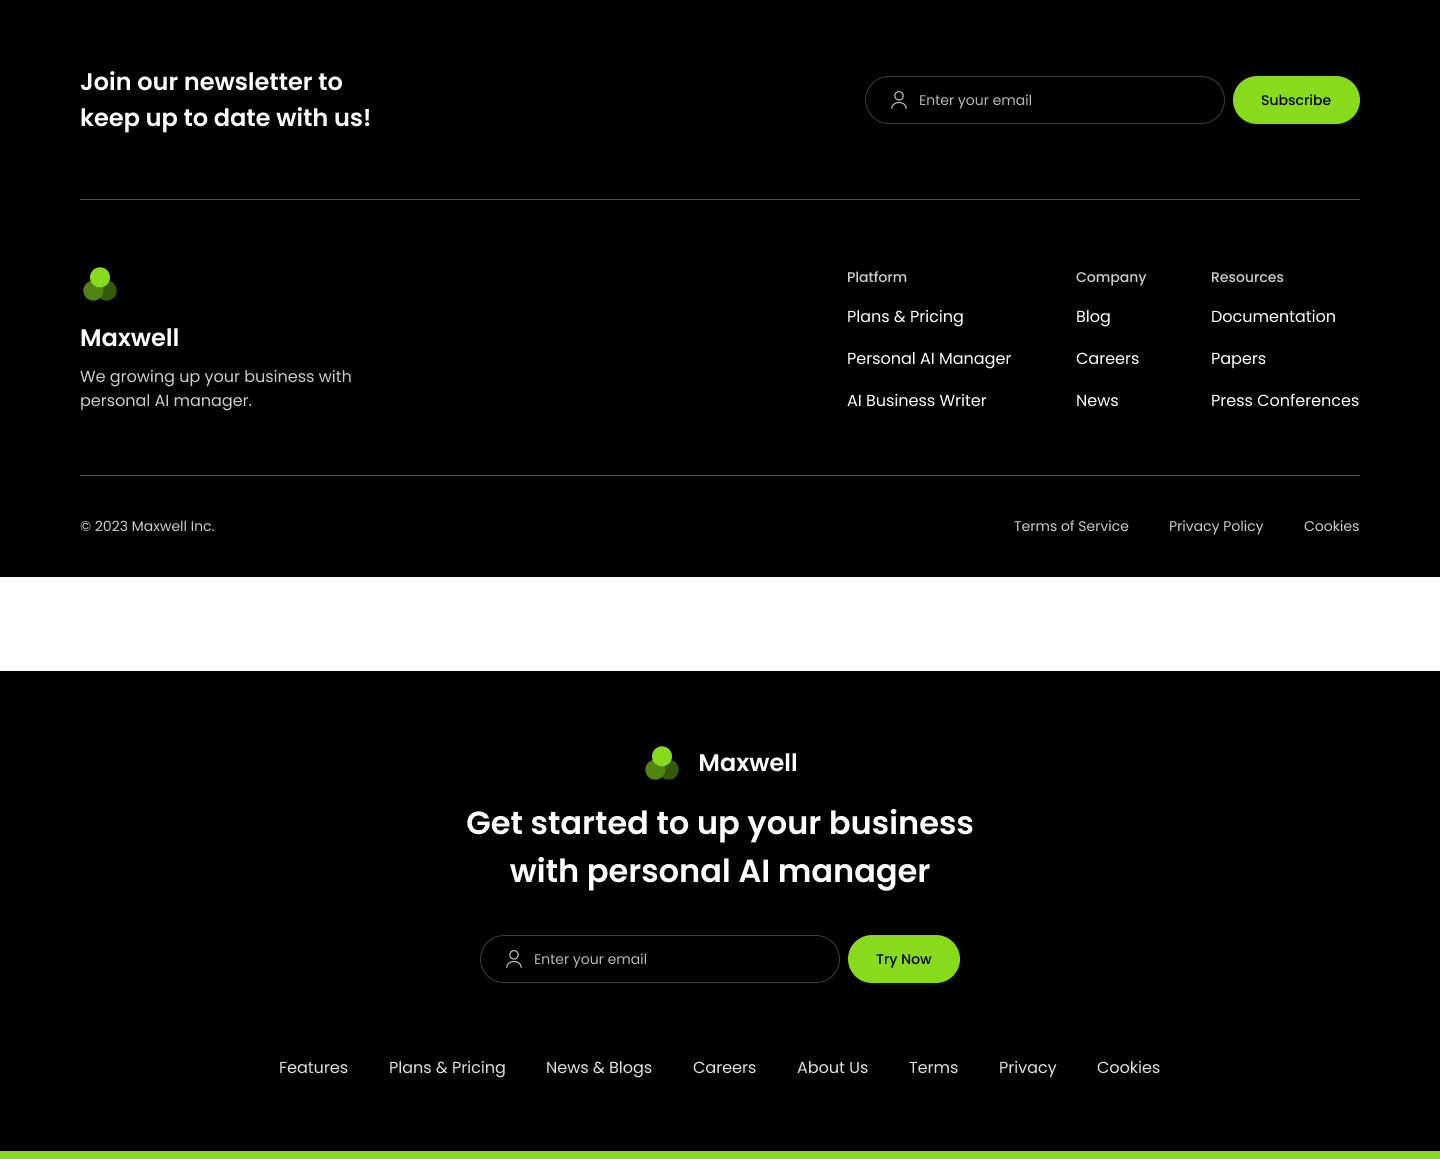 Join our newsletter to
keep up to date with us!
Enter your email
Subscribe
Maxwell
We growing up your business with
personal AI manager.
Platform
Plans & Pricing
Personal AI Manager
AI Business Writer
Company
Blog
Careers
News
Resources
Documentation
Papers
Press Conferences
© 2023 Maxwell Inc.
Terms of Service
Privacy Policy
Cookies
Maxwell
Get started to up your business
with personal AI manager
Enter your email
Try Now
Features
Plans & Pricing
News & Blogs
Careers
About Us
Terms
Privacy
Cookies